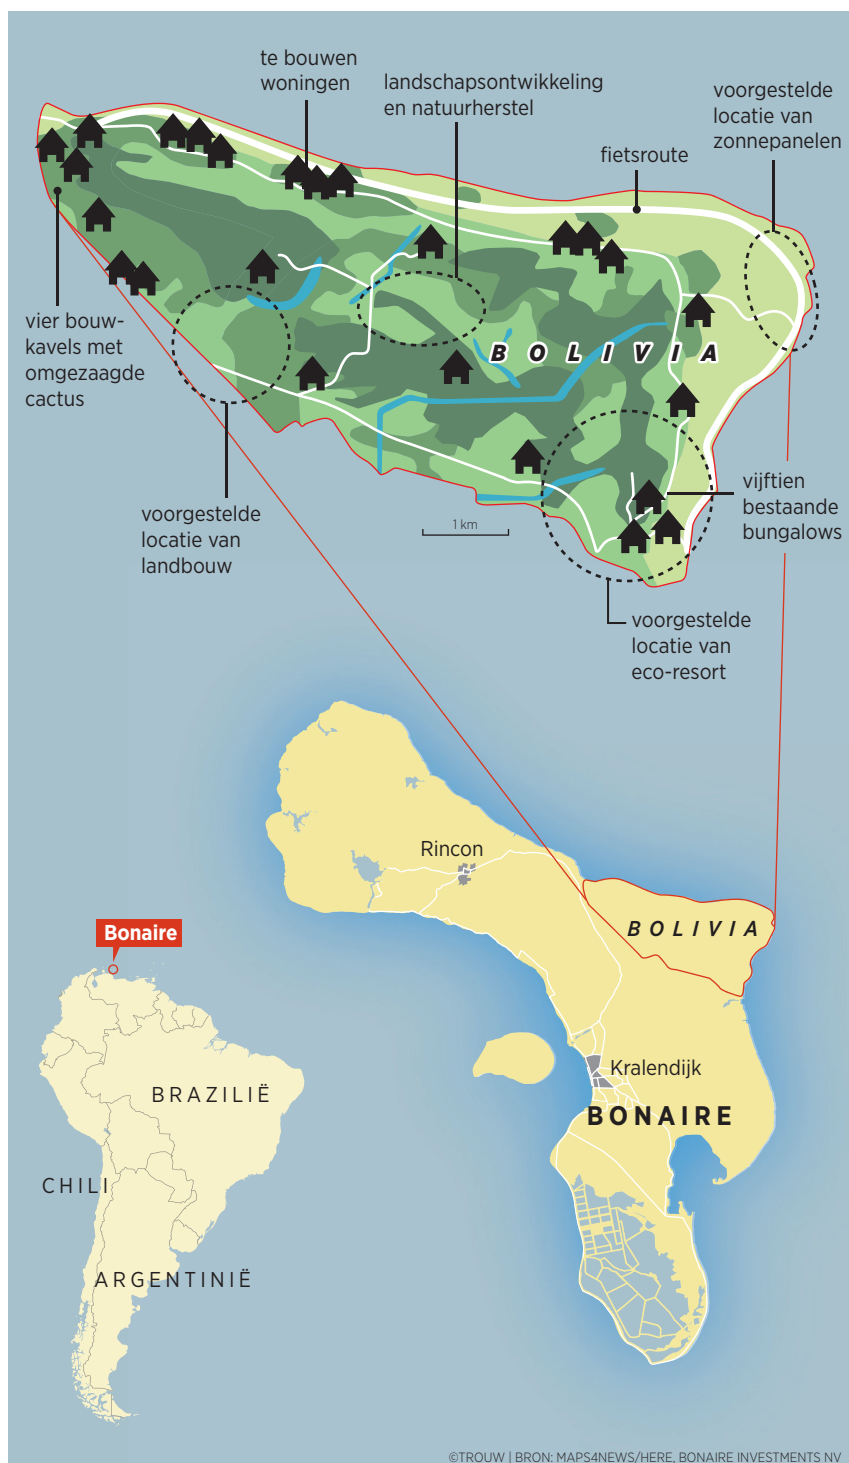 te bouwen
woningen
landschapsontwikkeling
en natuurherstel
voorgestelde
locatie van
zonnepanelen
fietsroute
vier bouw-
kavels met
omgezaagde
cactus
BOLIVIA
voorgestelde
locatie van
landbouw
1 km
vijftien
bestaande
bungalows
voorgestelde
locatie van
eco-resort
Rincon
BOLIVIA
Bonaire
Kralendijk
BONAIRE
BRAZILIË
CHILI
ARGENTINIË
©TROUW | BRON: MAPS4NEWS/HERE, BONAIRE INVESTMENTS NV